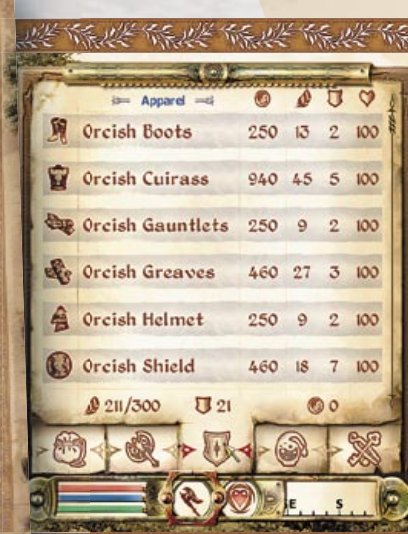 Apparel
Orcish Boots 250 13 2 100
Orcish Cuirass 940 45 5 100
Orcish Gauntlets 250 9 2 100
Orcish Greaves 460 27 3 100
Orcish Helmet 250 9 2 100
Orcish Shield 460 18 7 100
211/300 21 0
E S